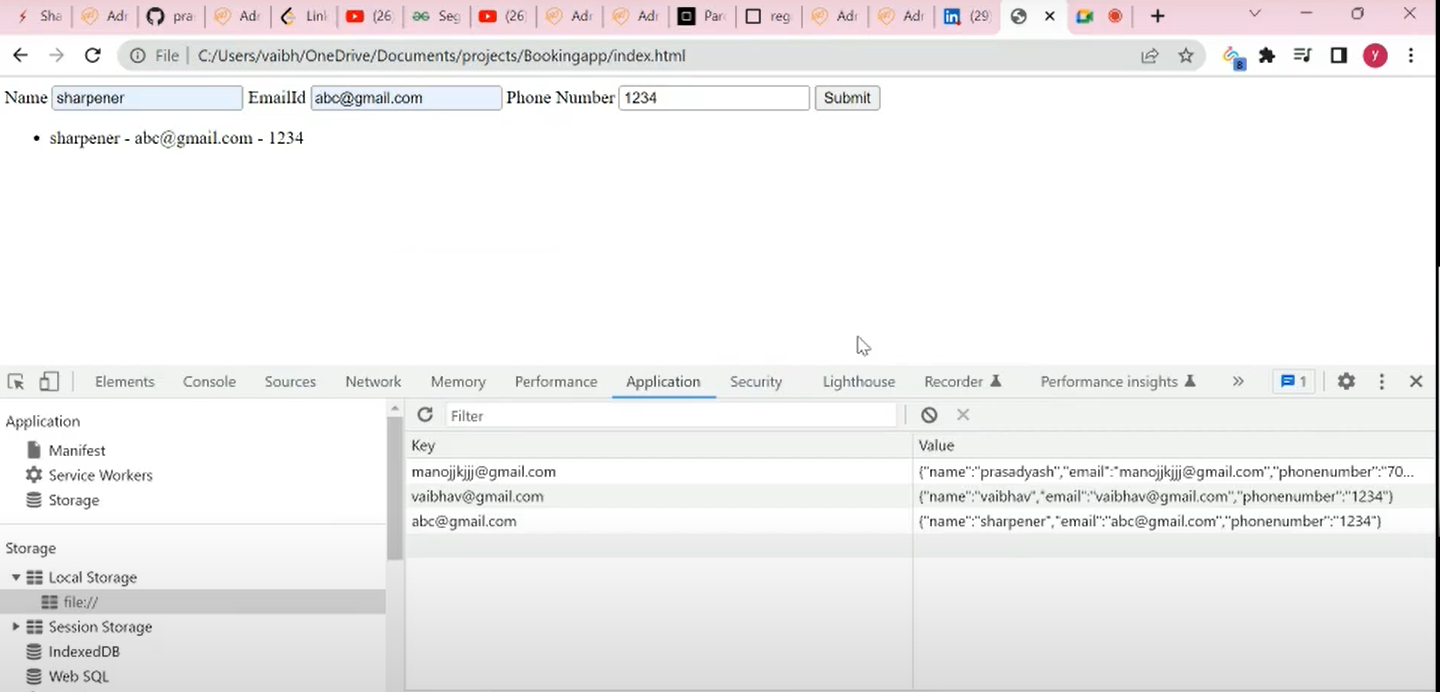 Sha Adr pra Adr Link (26) Seg (26) Adr Adr Par reg Adr Adr (29)
File C:/Users/vaibh/OneDrive/Documents/projects/Bookingapp/index.html 8 y
Name sharpener EmailId abc@gmail.com Phone Number 1234 Submit
• sharpener - abc@gmail.com - 1234
Elements Console Sources Network Memory Performance Application Security Lighthouse Recorder Performance insights » 1
Application
Manifest
Service Workers
Storage
Storage
Local Storage
file://
Session Storage
IndexedDB
Web SQL
Filter
Key Value
manojjkjjj@gmail.com {"name":"prasadyash","email":"manojjkjjj@gmail.com","phonenumber":"70...
vaibhav@gmail.com {"name":"vaibhav","email":"vaibhav@gmail.com","phonenumber":"1234"}
abc@gmail.com {"name":"sharpener","email":"abc@gmail.com","phonenumber":"1234"}